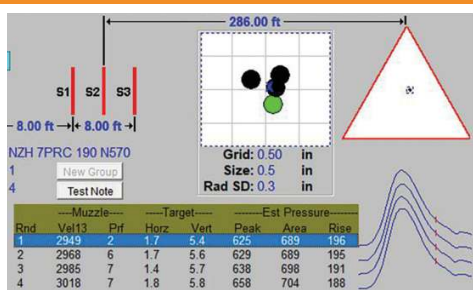 286.00 ft
S1 S2 S3
8.00 ft 8.00 ft
NZH 7PRC 190 N570
1 New Group
4 Test Note
Grid: 0.50 in
Size: 0.5 in
Rad SD: 0.3 in
----Muzzle---- ----Target---- ------Est Pressure------
Rnd Vel13 Prf Horz Vert Peak Area Rise
1 2949 2 1.7 5.4 625 689 196
2 2968 6 1.7 5.6 629 689 195
3 2985 7 1.4 5.7 638 698 191
4 3018 7 1.8 5.8 658 704 188